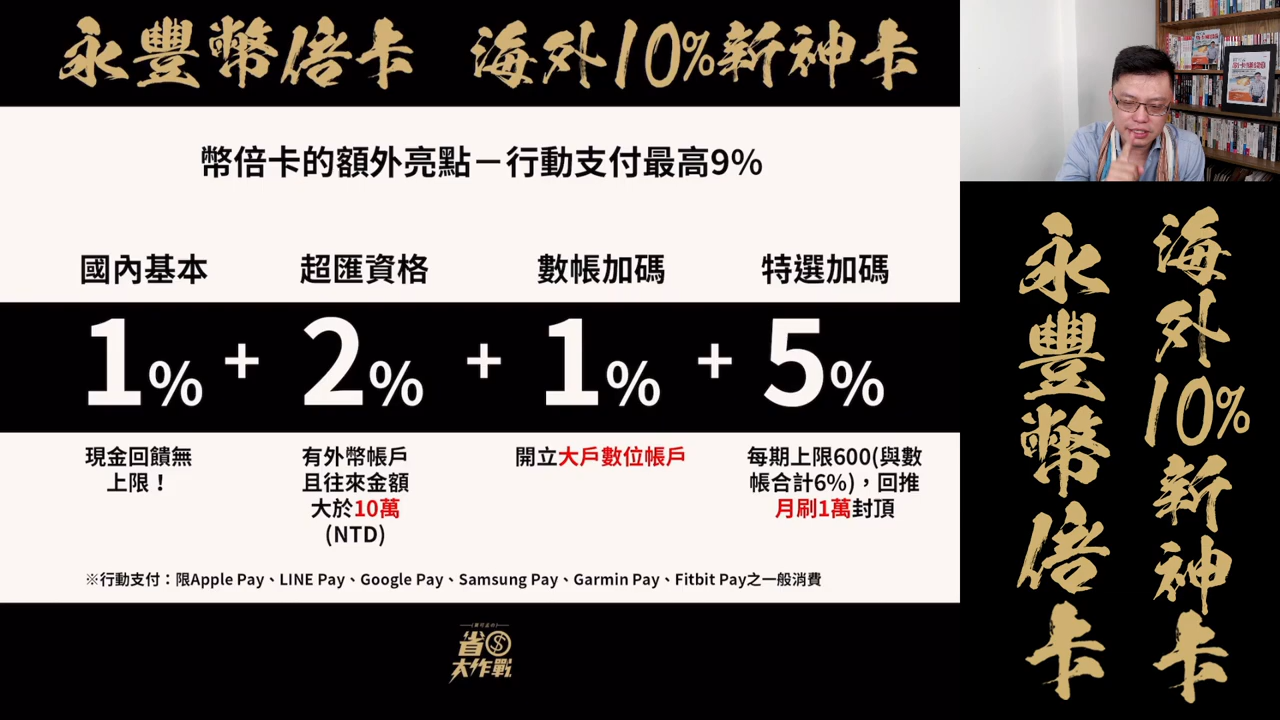 永豐幣倍卡 海外10%新神卡
幣倍卡的額外亮點－行動支付最高9%
國內基本 超匯資格 數帳加碼 特選加碼
1% + 2% + 1% + 5%
現金回饋無
上限！
有外幣帳戶
且往來金額
大於10萬
(NTD)
開立大戶數位帳戶
每期上限600(與數
帳合計6%)，回推
月刷1萬封頂
※行動支付：限Apple Pay、LINE Pay、Google Pay、Samsung Pay、Garmin Pay、Fitbit Pay之一般消費
省
大作戰
海外10%新神卡
永豐幣倍卡